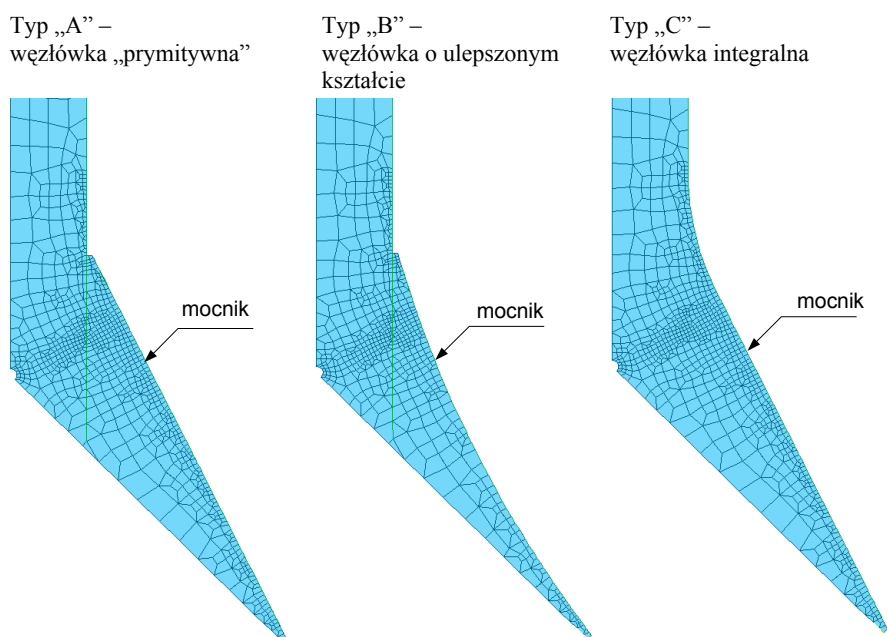 Typ „A” –
węzłówka „prymitywna”
Typ „B” –
węzłówka o ulepszonym
kształcie
Typ „C” –
węzłówka integralna
mocnik
mocnik
mocnik